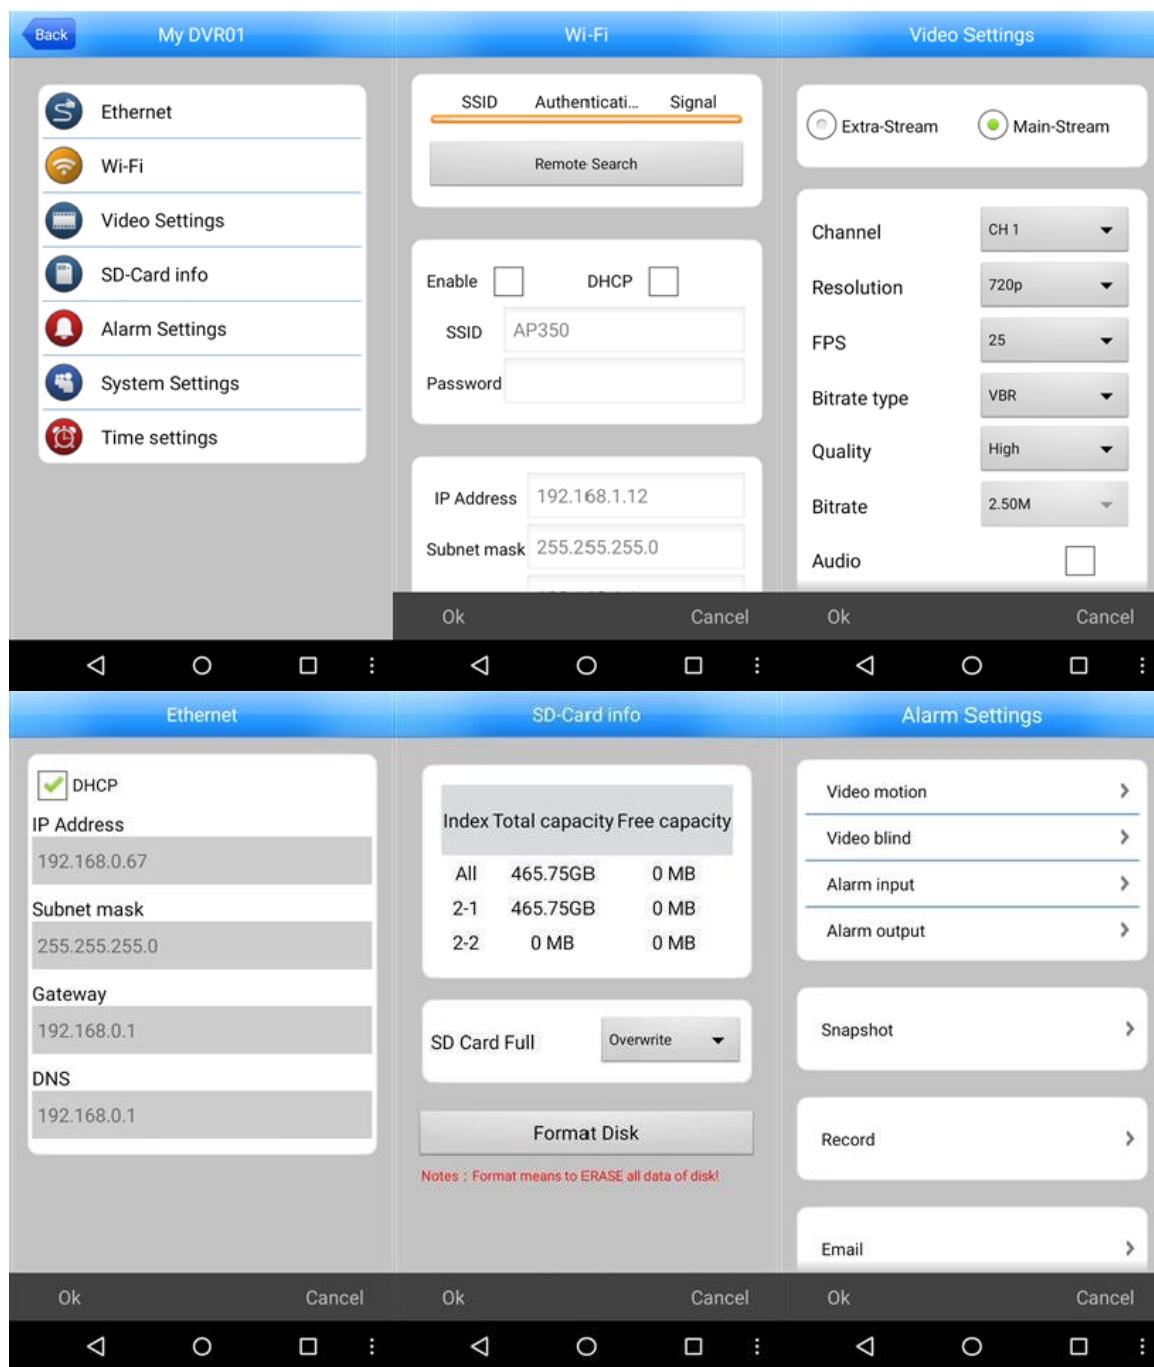 Back
My DVR01
Ethernet
Wi-Fi
Video Settings
SD-Card info
Alarm Settings
System Settings
Time settings
Wi-Fi
SSID Authenticati... Signal
Remote Search
Enable DHCP
SSID AP350
Password
IP Address 192.168.1.12
Subnet mask 255.255.255.0
Ok Cancel
Video Settings
Extra-Stream Main-Stream
Channel CH 1
Resolution 720p
FPS 25
Bitrate type VBR
Quality High
Bitrate 2.50M
Audio
Ok Cancel
Ethernet
DHCP
IP Address
192.168.0.67
Subnet mask
255.255.255.0
Gateway
192.168.0.1
DNS
192.168.0.1
Ok Cancel
SD-Card info
Index Total capacity Free capacity
All 465.75GB 0 MB
2-1 465.75GB 0 MB
2-2 0 MB 0 MB
SD Card Full Overwrite
Format Disk
Notes : Format means to ERASE all data of disk!
Ok Cancel
Alarm Settings
Video motion
Video blind
Alarm input
Alarm output
Snapshot
Record
Email
Ok Cancel